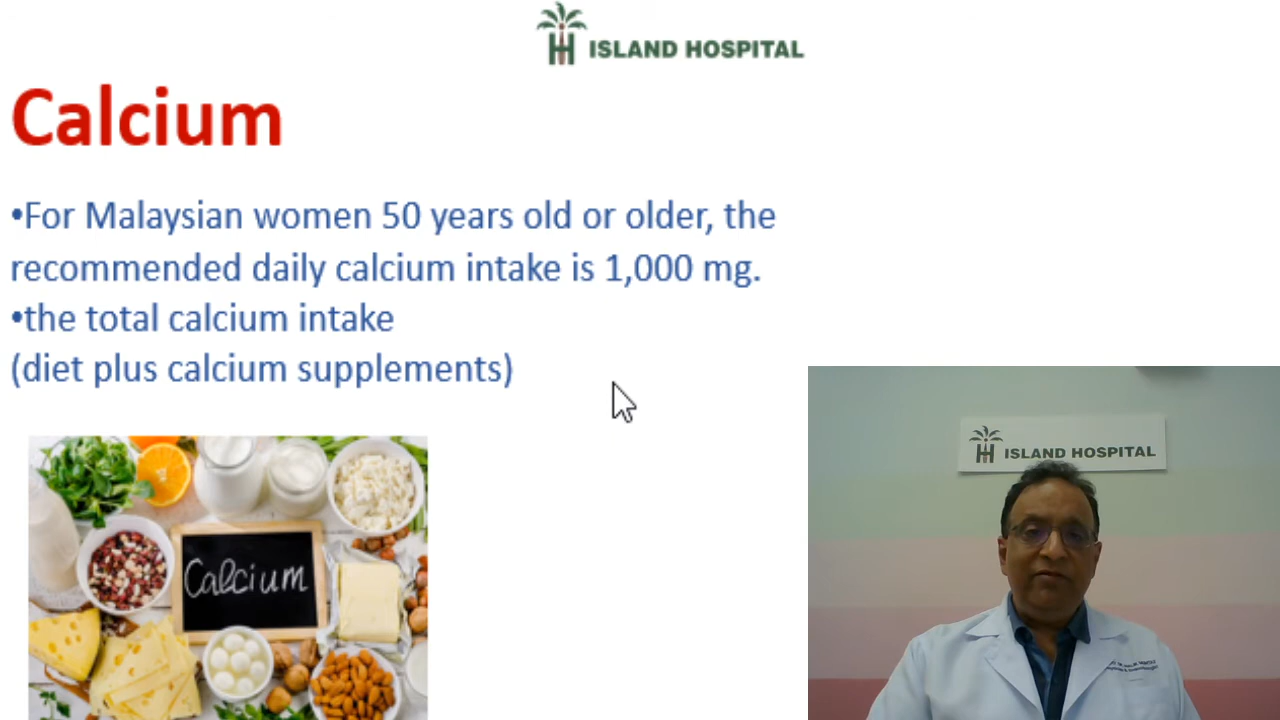 ISLAND HOSPITAL
Calcium
•For Malaysian women 50 years old or older, the
recommended daily calcium intake is 1,000 mg.
•the total calcium intake
(diet plus calcium supplements)
Calcium
ISLAND HOSPITAL